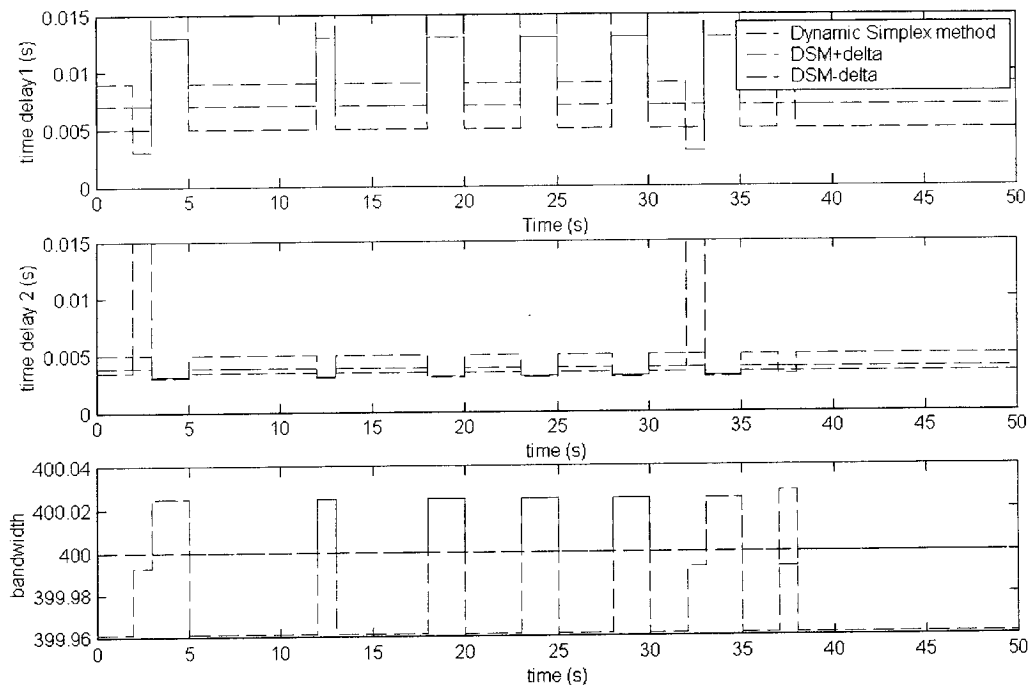 0.015
0.01
0.005
0
time delay1 (s)
Dynamic Simplex method
DSM+delta
DSM-delta
0 5 10 15 20 25 30 35 40 45 50
Time (s)
0.015
0.01
0.005
0
time delay 2 (s)
0 5 10 15 20 25 30 35 40 45 50
time (s)
400.04
400.02
400
399.98
399.96
bandwidth
0 5 10 15 20 25 30 35 40 45 50
time (s)